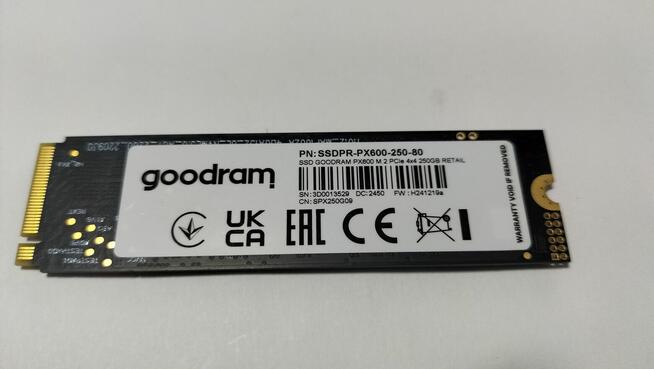 goodram
PN: SSDPR-PX600-250-80
SSD GOODRAM PX600 M.2 PCIe 4x4 250GB RETAIL
SN:3D0013529 DC:2450 FW: H241219a
CN: SPX250G09
UK
CA
EAC
CE
WARRANTY VOID IF REMOVED